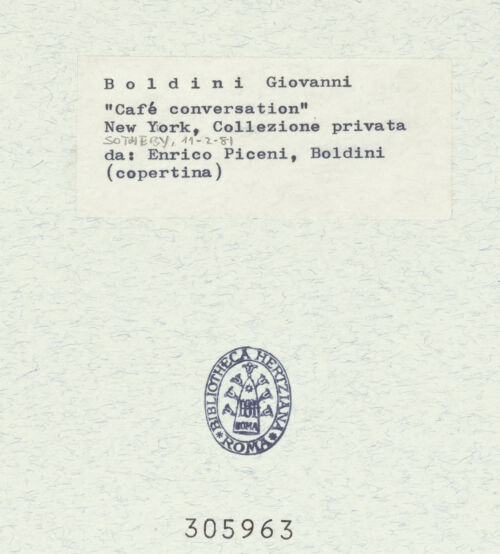 Boldini Giovanni
"Café conversation"
New York, Collezione privata
SOTHEBY, 11-2-81
da: Enrico Piceni, Boldini
(copertina)
BIBLIOTHECA HERTZIANA
* ROMA *
ROMA
305963